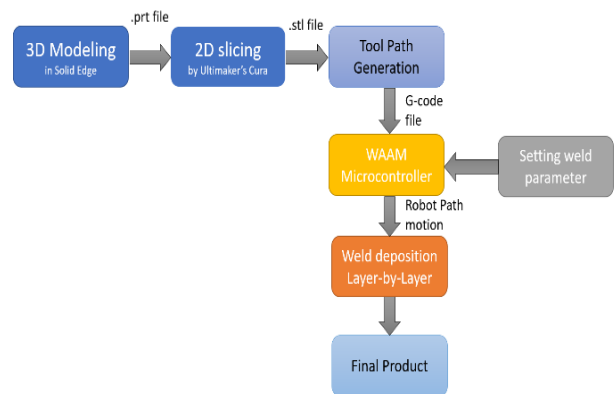 .prt file
.stl file
3D Modeling
in Solid Edge
2D slicing
by Ultimaker's Cura
Tool Path
Generation
G-code
file
WAAM
Microcontroller
Setting weld
parameter
Robot Path
motion
Weld deposition
Layer-by-Layer
Final Product